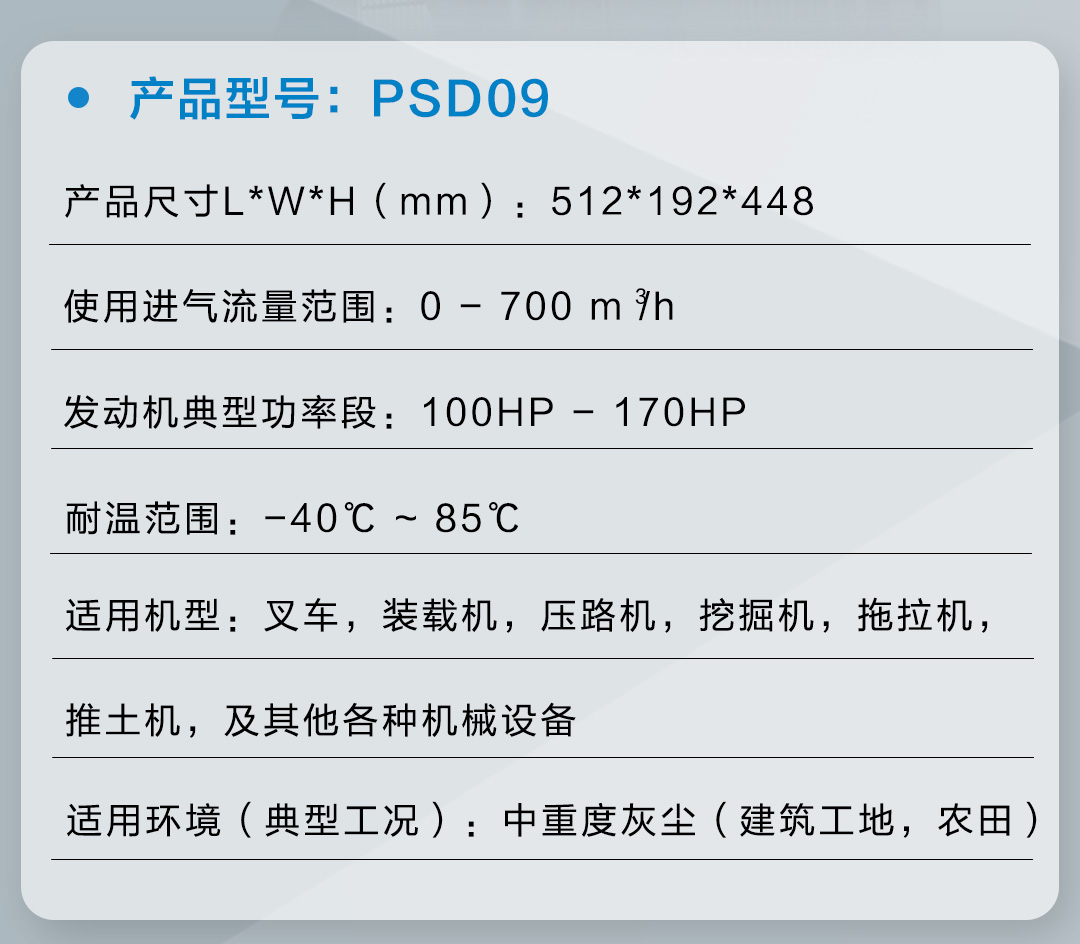 • 产品型号：PSD09
产品尺寸L*W*H（mm）：512*192*448
使用进气流量范围：0 – 700 m³/h
发动机典型功率段：100HP – 170HP
耐温范围：–40℃ ~ 85℃
适用机型：叉车，装载机，压路机，挖掘机，拖拉机，
推土机，及其他各种机械设备
适用环境（典型工况）：中重度灰尘（建筑工地，农田）